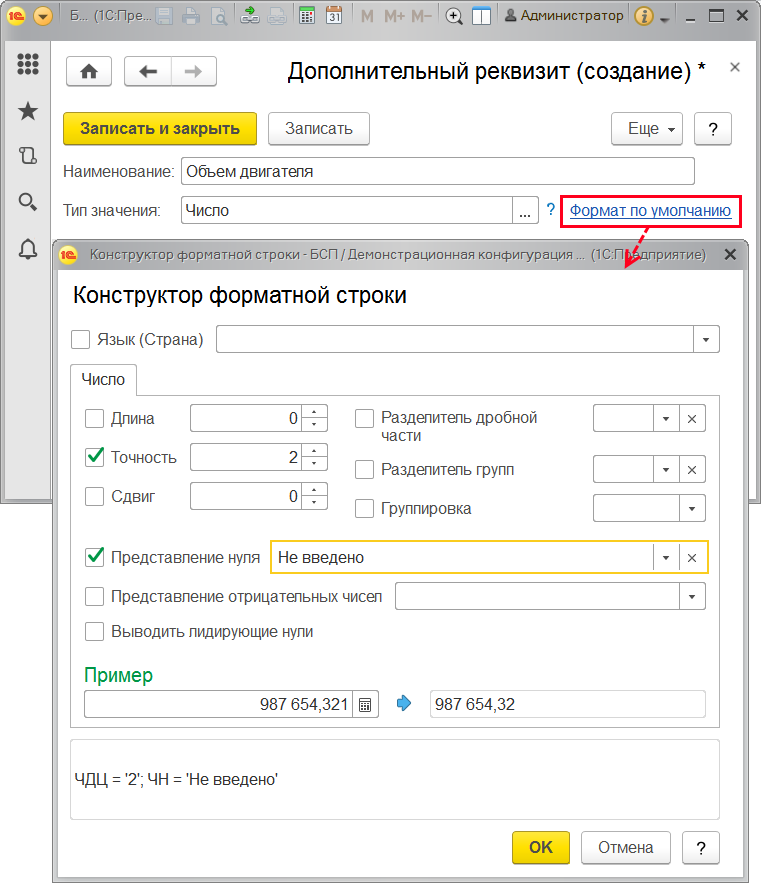 Б... (1С:Пре...
31
M M+ M−
Администратор
Дополнительный реквизит (создание) *
Записать и закрыть
Записать
Еще
?
Наименование: Объем двигателя
Тип значения: Число ... ? Формат по умолчанию
1С Конструктор форматной строки - БСП / Демонстрационная конфигурация ... (1С:Предприятие)
Конструктор форматной строки
Язык (Страна)
Число
Длина 0
Разделитель дробной
части
Точность 2
Разделитель групп
Сдвиг 0
Группировка
Представление нуля Не введено
Представление отрицательных чисел
Выводить лидирующие нули
Пример
987 654,321
987 654,32
ЧДЦ = '2'; ЧН = 'Не введено'
OK
Отмена
?